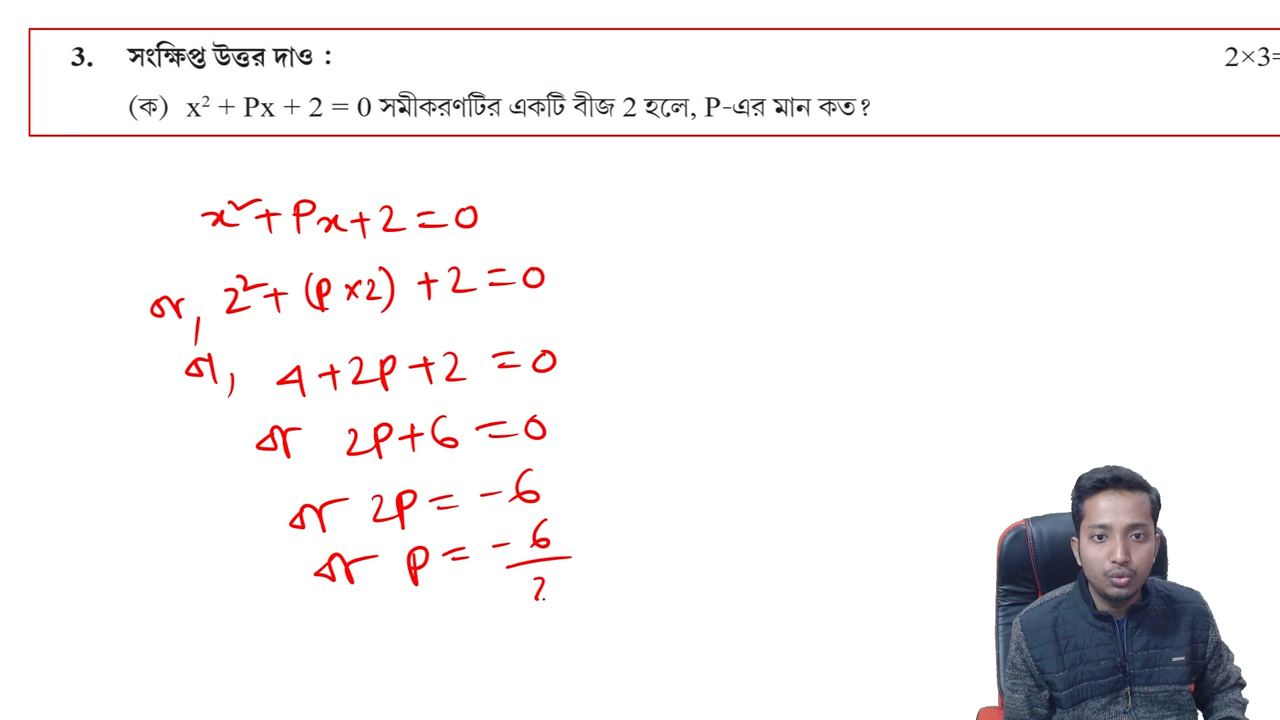 3. সংক্ষিপ্ত উত্তর দাও : 2×3=
(ক) x² + Px + 2 = 0 সমীকরণটির একটি বীজ 2 হলে, P-এর মান কত?
x² + Px + 2 = 0
বা, 2² + (P×2) + 2 = 0
বা, 4 + 2P + 2 = 0
বা 2P + 6 = 0
বা 2P = -6
বা P = -6/2